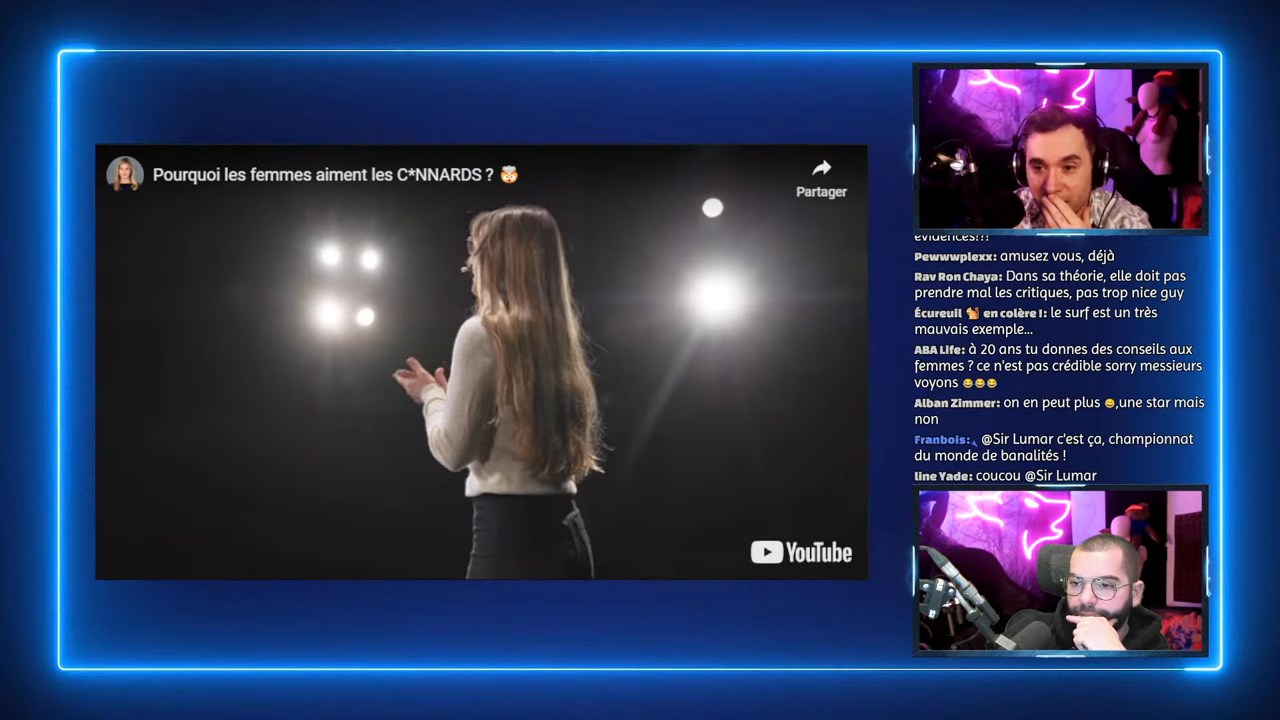 Pourquoi les femmes aiment les C*NNARDS ? 🤯
Partager
YouTube
évidences!!!
Pewwwplexx: amusez vous, déjà
Rav Ron Chaya: Dans sa théorie, elle doit pas
prendre mal les critiques, pas trop nice guy
Écureuil 🐿️ en colère !: le surf est un très
mauvais exemple...
ABA Life: à 20 ans tu donnes des conseils aux
femmes ? ce n'est pas crédible sorry messieurs
voyons 😂😂😂
Alban Zimmer: on en peut plus 😅,une star mais
non
Franbois:🔧 @Sir Lumar c'est ça, championnat
du monde de banalités !
line Yade: coucou @Sir Lumar